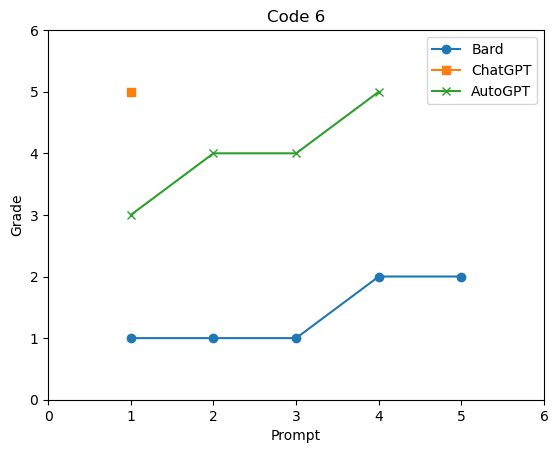 Code 6
Bard
ChatGPT
AutoGPT
6
5
4
3
2
1
0
Grade
0 1 2 3 4 5 6
Prompt